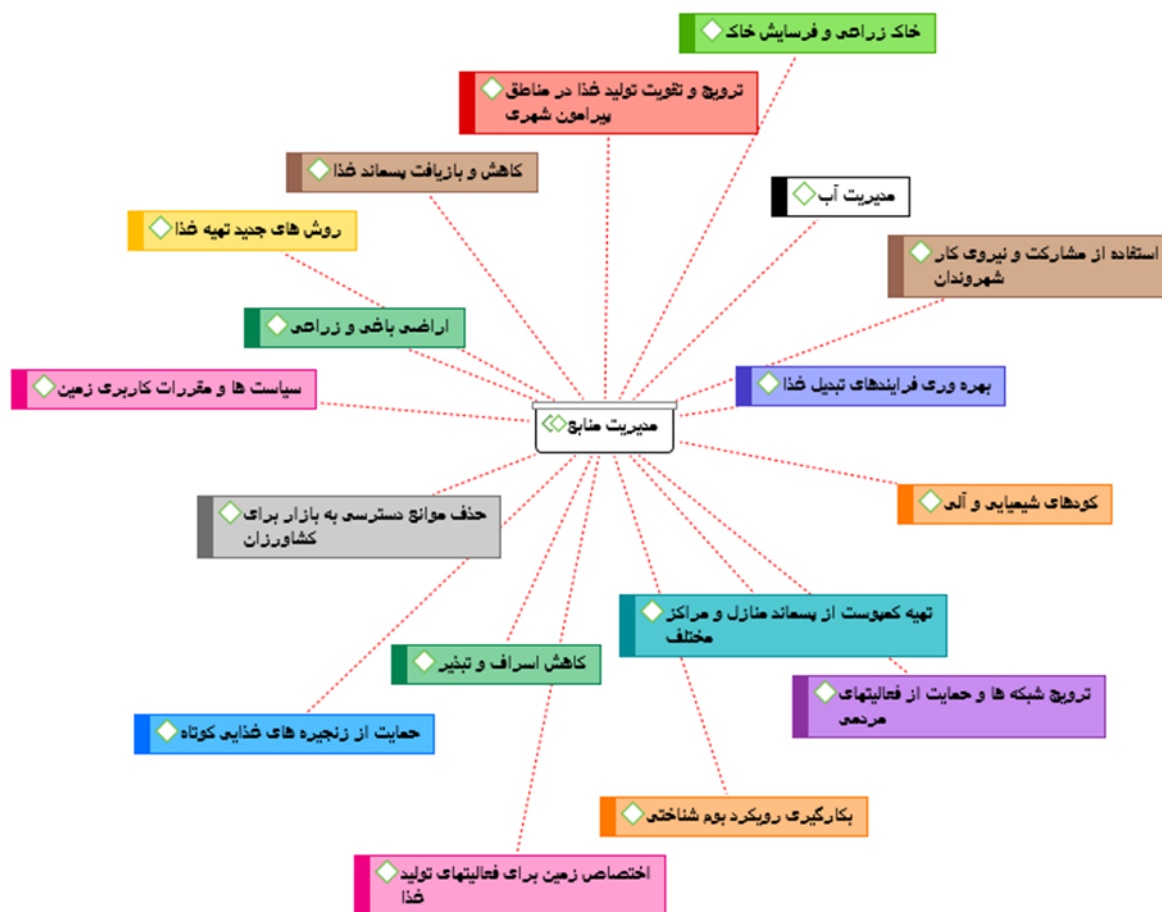 خاک زراعی و فرسایش خاک
ترویج و تقویت تولید غذا در مناطق
پیرامون شهری
کاهش و بازیافت پسماند غذا
مدیریت آب
روش های جدید تهیه غذا
استفاده از مشارکت و نیروی کار
شهروندان
اراضی باغی و زراعی
سیاست ها و مقررات کاربری زمین
بهره وری فرایندهای تبدیل غذا
مدیریت منابع
حذف موانع دسترسی به بازار برای
کشاورزان
کودهای شیمیایی و آلی
تهیه کمپوست از پسماند منازل و مراکز
مختلف
کاهش اسراف و تبذیر
ترویج شبکه ها و حمایت از فعالیتهای
مردمی
حمایت از زنجیره های غذایی کوتاه
بکارگیری رویکرد بوم شناختی
اختصاص زمین برای فعالیتهای تولید
غذا